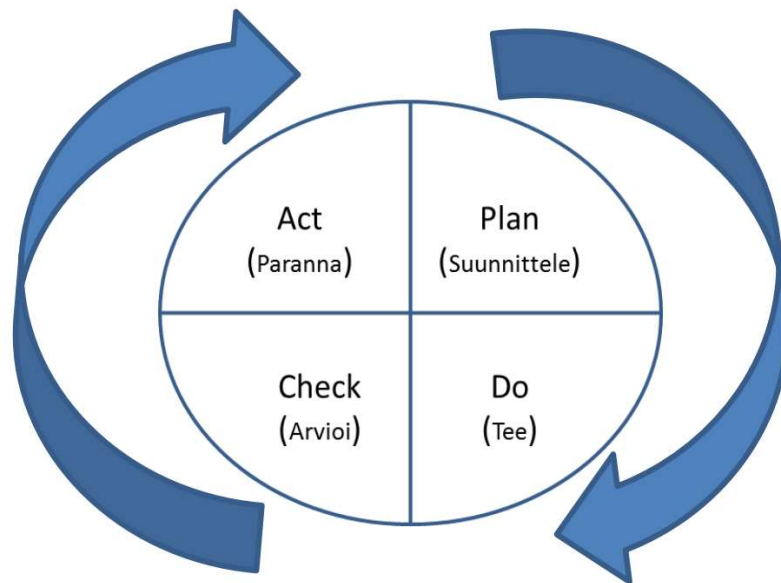 Act
(Paranna)
Plan
(Suunnittele)
Check
(Arvioi)
Do
(Tee)